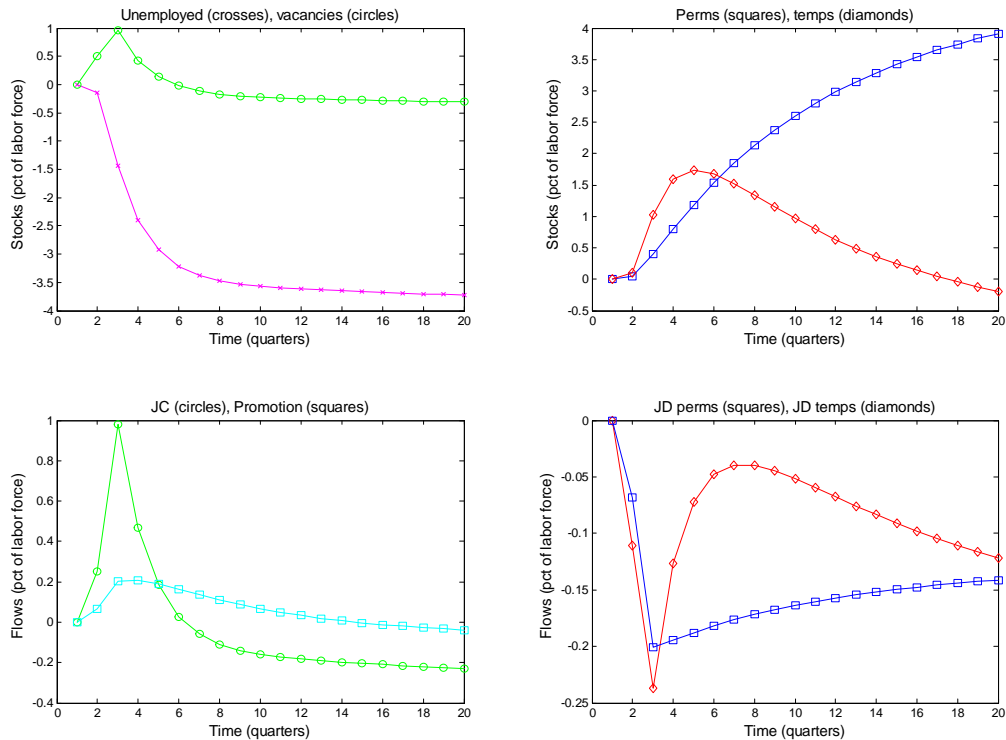 Unemployed (crosses), vacancies (circles)
Stocks (pct of labor force)
1
0.5
0
-0.5
-1
-1.5
-2
-2.5
-3
-3.5
-4
0 2 4 6 8 10 12 14 16 18 20
Time (quarters)
Perms (squares), temps (diamonds)
Stocks (pct of labor force)
4
3.5
3
2.5
2
1.5
1
0.5
0
-0.5
0 2 4 6 8 10 12 14 16 18 20
Time (quarters)
JC (circles), Promotion (squares)
Flows (pct of labor force)
1
0.8
0.6
0.4
0.2
0
-0.2
-0.4
0 2 4 6 8 10 12 14 16 18 20
Time (quarters)
JD perms (squares), JD temps (diamonds)
Flows (pct of labor force)
0
-0.05
-0.1
-0.15
-0.2
-0.25
0 2 4 6 8 10 12 14 16 18 20
Time (quarters)